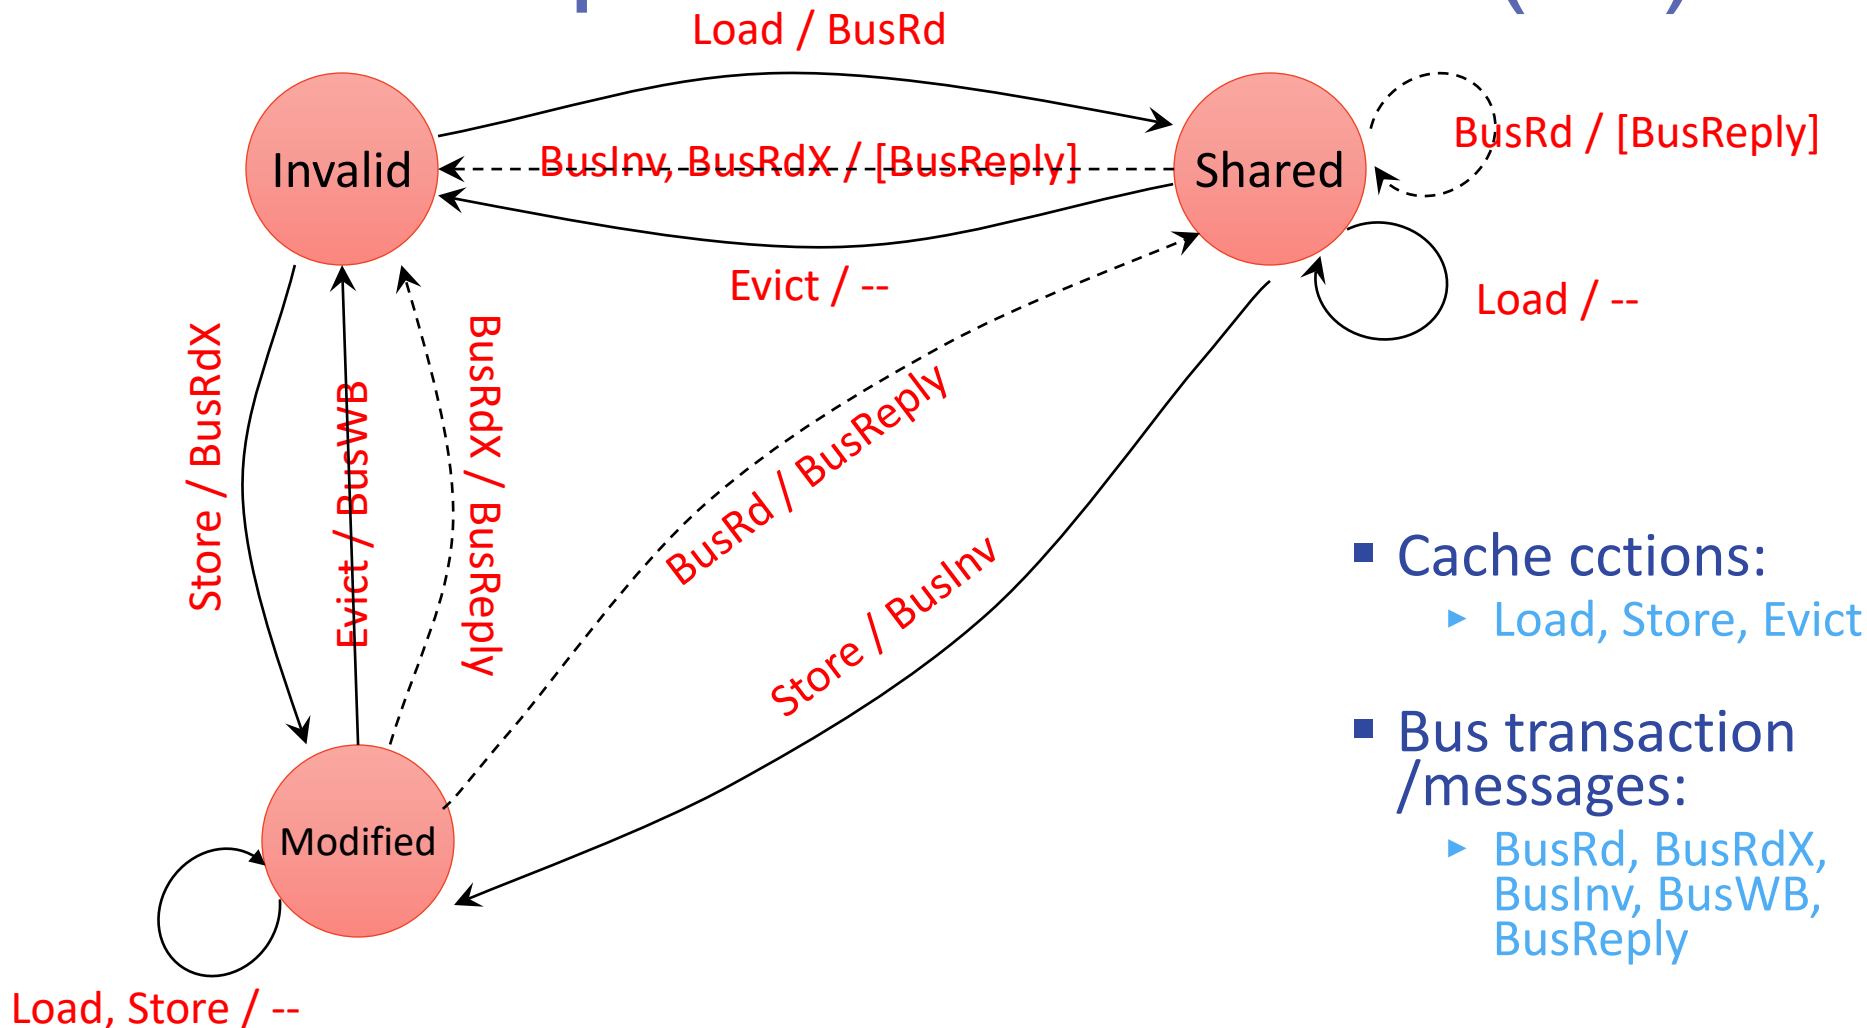 Load / BusRd
Invalid
BusInv, BusRdX / [BusReply]
Shared
BusRd / [BusReply]
Evict / --
Load / --
Store / BusRdX
Evict / BusWB
BusRdX / BusReply
BusRd / BusReply
Store / BusInv
Modified
Load, Store / --
Cache cctions:
Load, Store, Evict
Bus transaction
/messages:
BusRd, BusRdX,
BusInv, BusWB,
BusReply